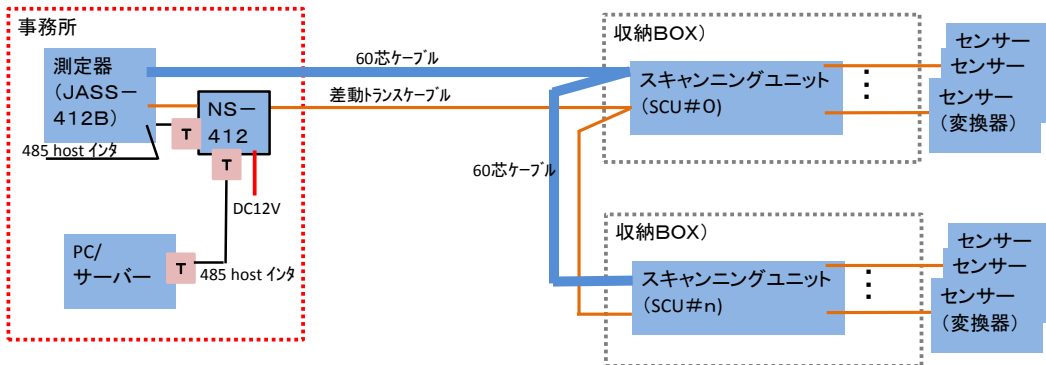 事務所
測定器
（JASS－
412B）
NS－
412
T
T
485 host インタ
DC12V
PC/
サーバー
T
485 host インタ
60芯ケーブル
差動トランスケーブル
60芯ケーブル
収納BOX）
スキャンニングユニット
（SCU＃０）
センサー
センサー
センサー
（変換器）
収納BOX）
スキャンニングユニット
（SCU＃ｎ）
センサー
センサー
センサー
（変換器）